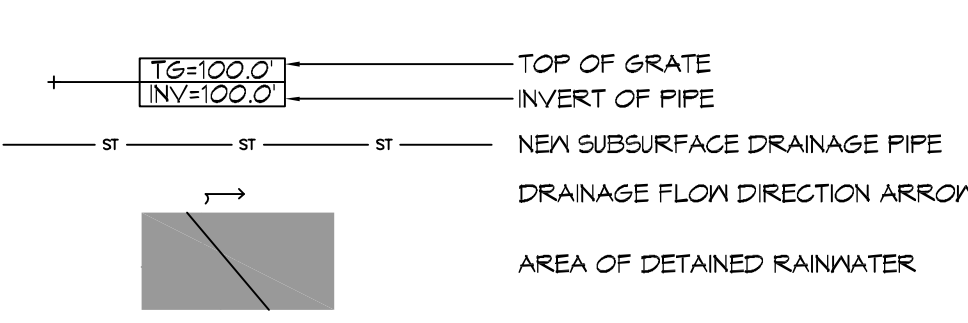 TG=100.0' TOP OF GRATE
INV=100.0' INVERT OF PIPE
ST ST ST NEW SUBSURFACE DRAINAGE PIPE
DRAINAGE FLOW DIRECTION ARROW
AREA OF DETAINED RAINWATER